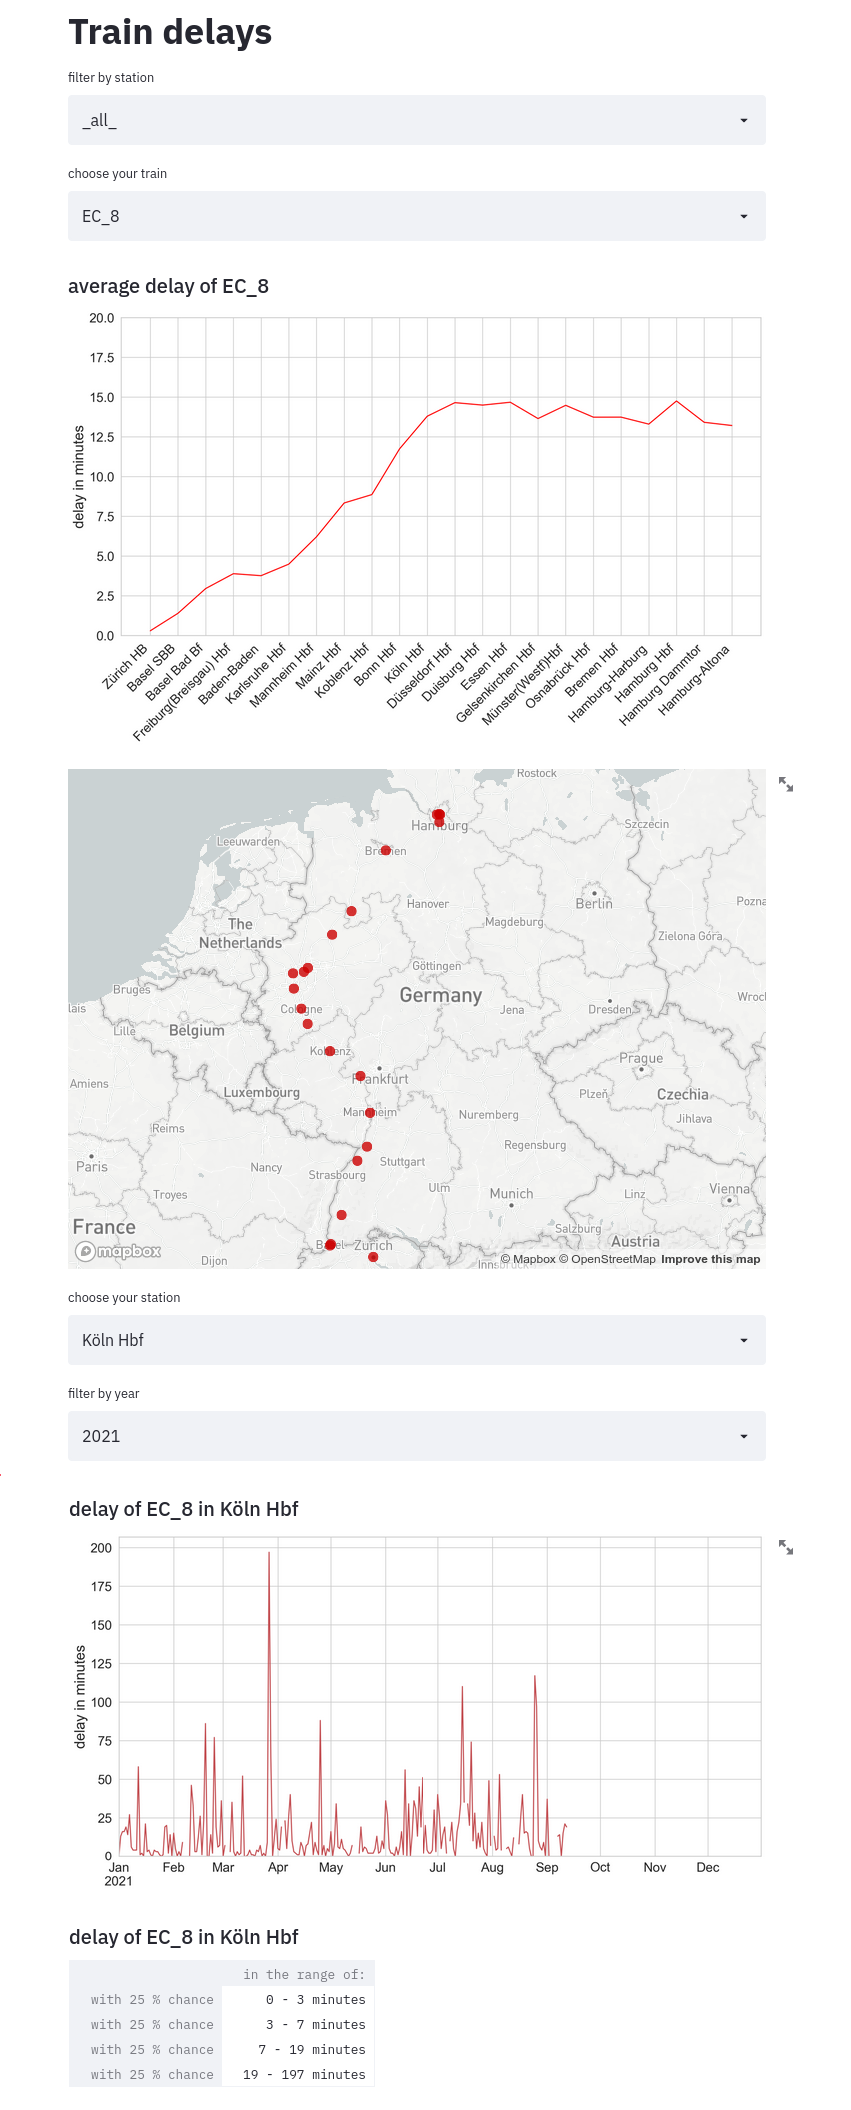 Train delays
filter by station
_all_
choose your train
EC_8
average delay of EC_8
20.0
17.5
15.0
12.5
10.0
7.5
5.0
2.5
0.0
delay in minutes
Zürich HB
Basel SBB
Basel Bad Bf
Freiburg(Breisgau) Hbf
Baden-Baden
Karlsruhe Hbf
Mannheim Hbf
Mainz Hbf
Koblenz Hbf
Bonn Hbf
Köln Hbf
Düsseldorf Hbf
Duisburg Hbf
Essen Hbf
Gelsenkirchen Hbf
Münster(Westf)Hbf
Osnabrück Hbf
Bremen Hbf
Hamburg-Harburg
Hamburg Hbf
Hamburg Dammtor
Hamburg-Altona
Rostock
Hamburg
Szczecin
Leeuwarden
Bremen
Hanover
Berlin
Pozna
The
Netherlands
Magdeburg
Zielona Góra
Göttingen
Bruges
Germany
Wrocl
lais
Cologne
Jena
Dresden
Lille
Belgium
Koblenz
Prague
Frankfurt
Amiens
Luxembourg
Plzeň
Czechia
Mannheim
Nuremberg
Jihlava
Reims
Regensburg
Paris
Nancy
Strasbourg
Stuttgart
Troyes
Ulm
Munich
Linz
Vienna
France
Salzburg
Basel
Zurich
Austria
mapbox
Dijon
Innsbruck
© Mapbox © OpenStreetMap Improve this map
choose your station
Köln Hbf
filter by year
2021
delay of EC_8 in Köln Hbf
200
175
150
125
100
75
50
25
0
delay in minutes
Jan Feb Mar Apr May Jun Jul Aug Sep Oct Nov Dec
2021
delay of EC_8 in Köln Hbf
in the range of:
with 25 % chance 0 - 3 minutes
with 25 % chance 3 - 7 minutes
with 25 % chance 7 - 19 minutes
with 25 % chance 19 - 197 minutes